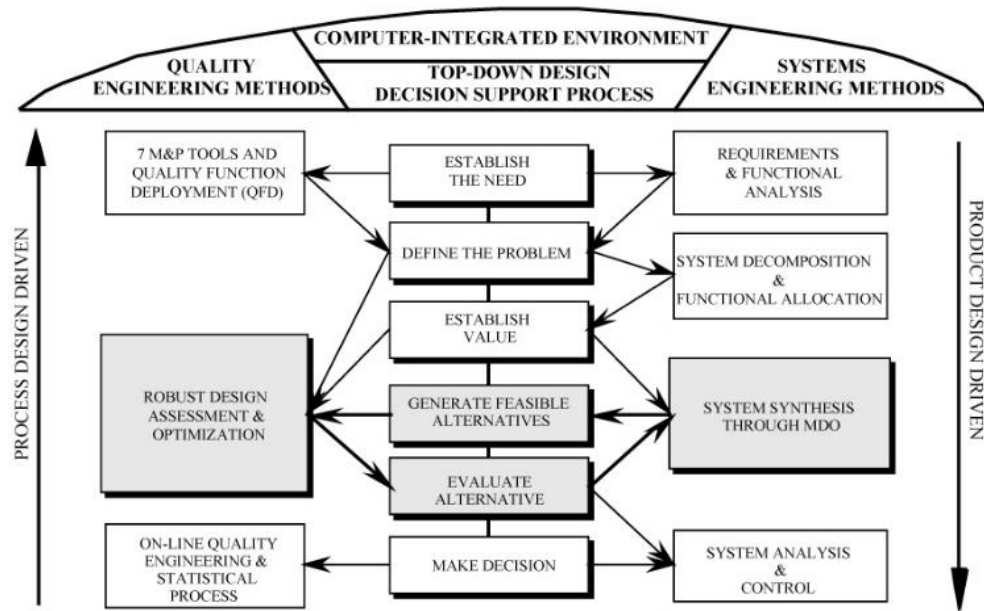 COMPUTER-INTEGRATED ENVIRONMENT
QUALITY
ENGINEERING METHODS
TOP-DOWN DESIGN
DECISION SUPPORT PROCESS
SYSTEMS
ENGINEERING METHODS
PROCESS DESIGN DRIVEN
7 M&P TOOLS AND
QUALITY FUNCTION
DEPLOYMENT (QFD)
ESTABLISH
THE NEED
REQUIREMENTS
& FUNCTIONAL
ANALYSIS
DEFINE THE PROBLEM
SYSTEM DECOMPOSITION
&
FUNCTIONAL ALLOCATION
ESTABLISH
VALUE
ROBUST DESIGN
ASSESSMENT &
OPTIMIZATION
GENERATE FEASIBLE
ALTERNATIVES
SYSTEM SYNTHESIS
THROUGH MDO
EVALUATE
ALTERNATIVE
ON-LINE QUALITY
ENGINEERING &
STATISTICAL
PROCESS
MAKE DECISION
SYSTEM ANALYSIS
&
CONTROL
PRODUCT DESIGN DRIVEN